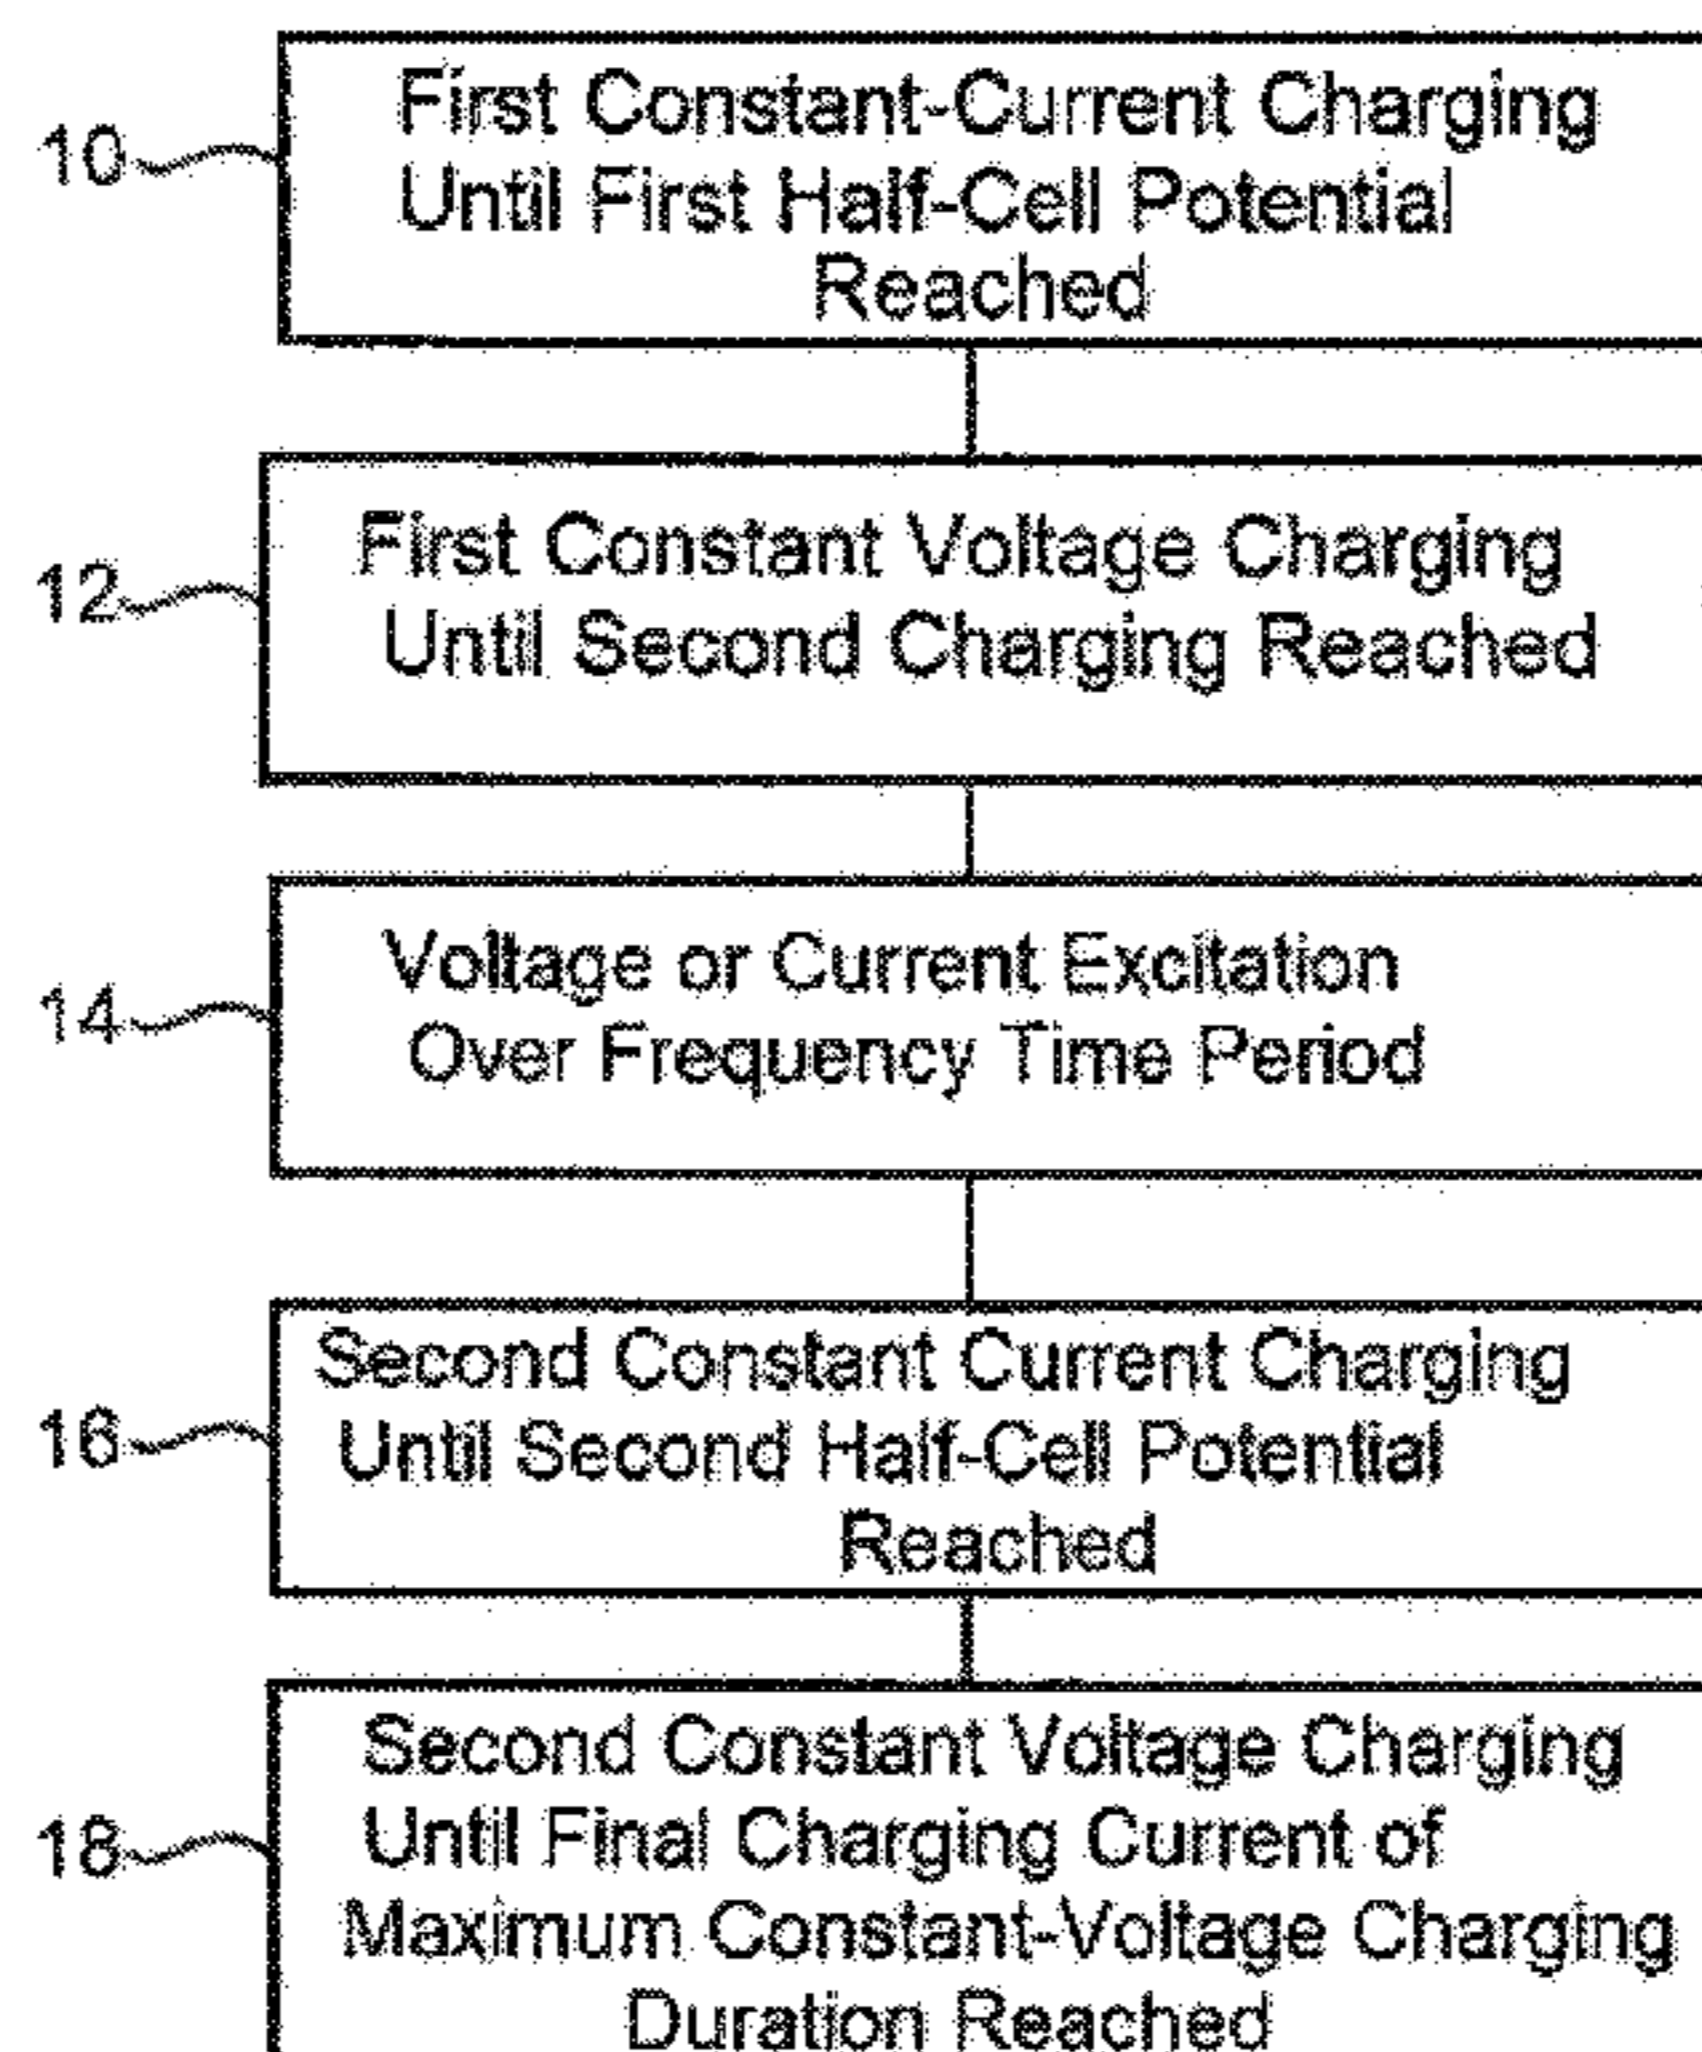 First Constant-Current Charging
10
Until First Half-Cell Potential
Reached
First Constant Voltage Charging
12
Until Second Charging Reached
Voltage or Current Excitation
14
Over Frequency Time Period
Second Constant Current Charging
16
Until Second Half-Cell Potential
Reached
Second Constant Voltage Charging
18
Until Final Charging Current of
Maximum Constant-Voltage Charging
Duration Reached